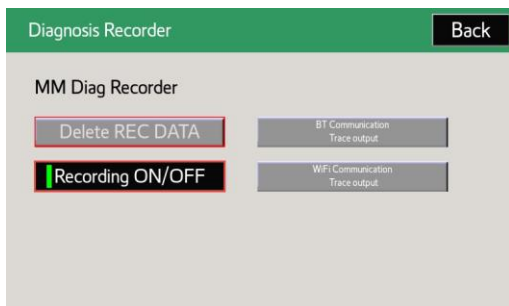 Diagnosis Recorder
Back
MM Diag Recorder
Delete REC DATA
BT Communication
Trace output
Recording ON/OFF
WiFi Communication
Trace output